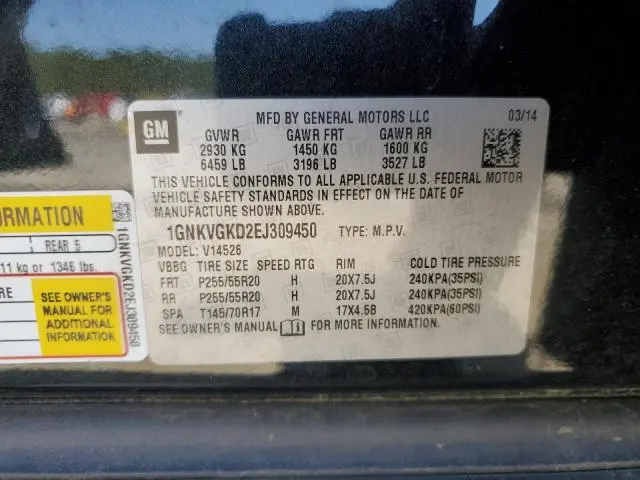 GM
MFD BY GENERAL MOTORS LLC
03/14
GVWR GAWR FRT GAWR RR
2930 KG 1450 KG 1600 KG
6459 LB 3196 LB 3527 LB
THIS VEHICLE CONFORMS TO ALL APPLICABLE U.S. FEDERAL MOTOR
VEHICLE SAFETY STANDARDS IN EFFECT ON THE DATE OF
MANUFACTURE SHOWN ABOVE.
1GNKVGKD2EJ309450 TYPE: M.P.V.
MODEL: V14526
VBBG TIRE SIZE SPEED RTG RIM COLD TIRE PRESSURE
FRT P255/55R20 H 20X7.5J 240KPA(35PSI)
RR P255/55R20 H 20X7.5J 240KPA(35PSI)
SPA T145/70R17 M 17X4.5B 420KPA(60PSI)
SEE OWNER'S MANUAL FOR MORE INFORMATION.
REAR 5
11 kg or 1346 lbs.
SEE OWNER'S
MANUAL FOR
ADDITIONAL
INFORMATION
1GNKVGKD2EJ309450